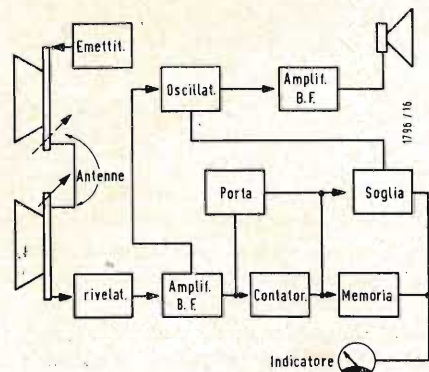 Emettit.
Oscillat.
Amplif.
B.F.
1796/16
Antenne
Porta
Soglia
rivelat.
Amplif.
B.F.
Contator.
Memoria
Indicatore